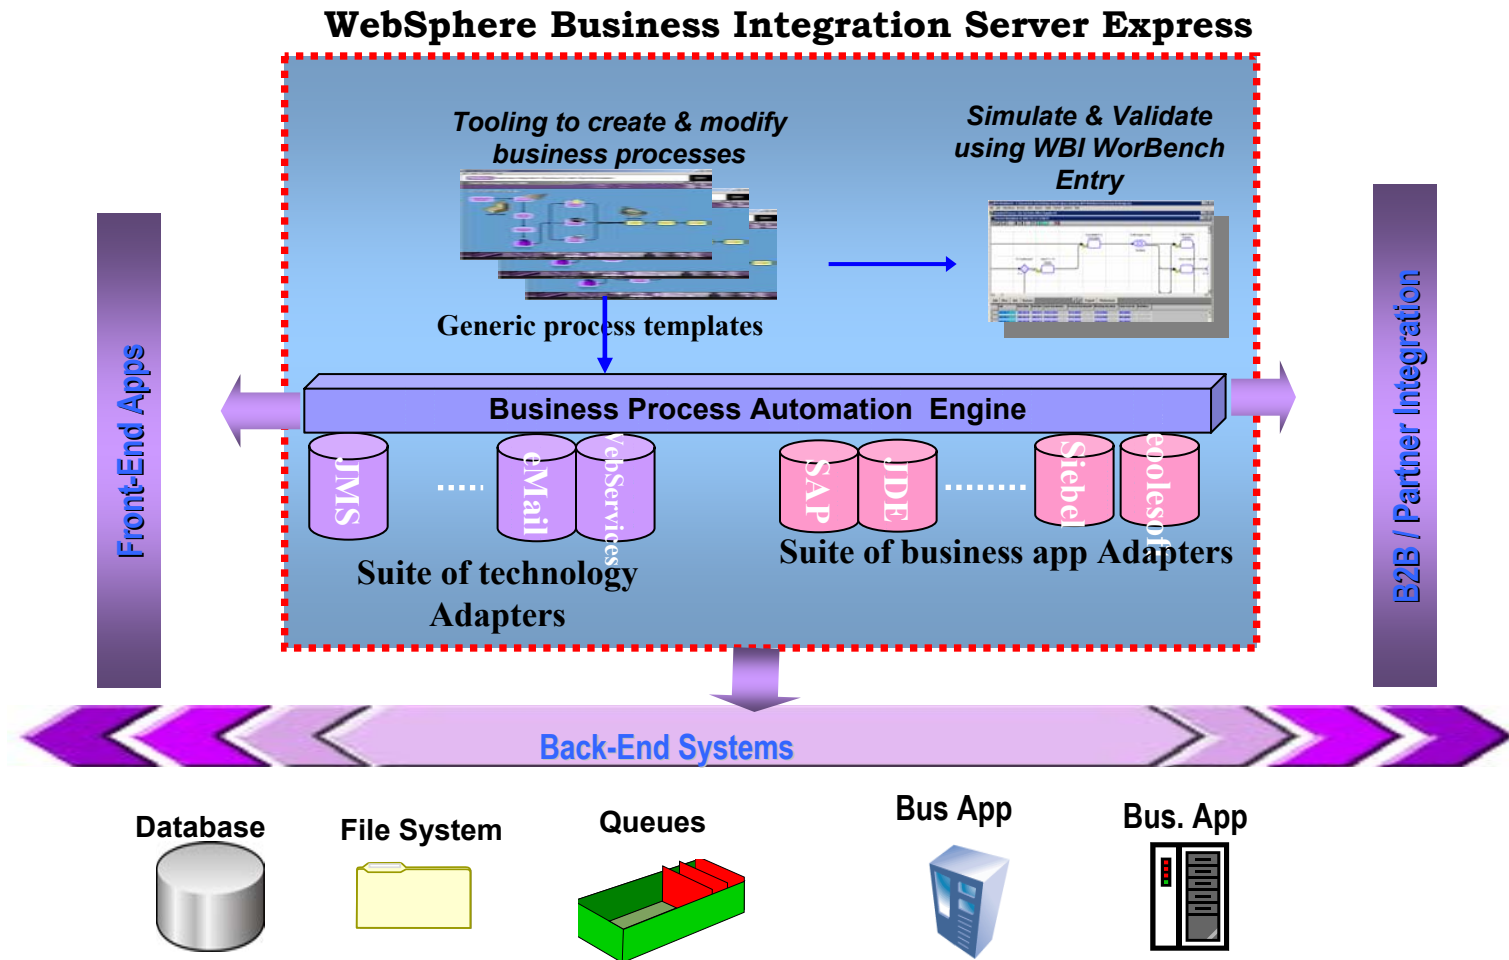 WebSphere Business Integration Server Express
Tooling to create & modify
business processes
Simulate & Validate
using WBI WorBench
Entry
Generic process templates
Front-End Apps
B2B / Partner Integration
Business Process Automation Engine
JMS
eMail
WebServices
SAP
JDE
Siebel
eoolesof
Suite of technology
Adapters
Suite of business app Adapters
Back-End Systems
Database
File System
Queues
Bus App
Bus. App